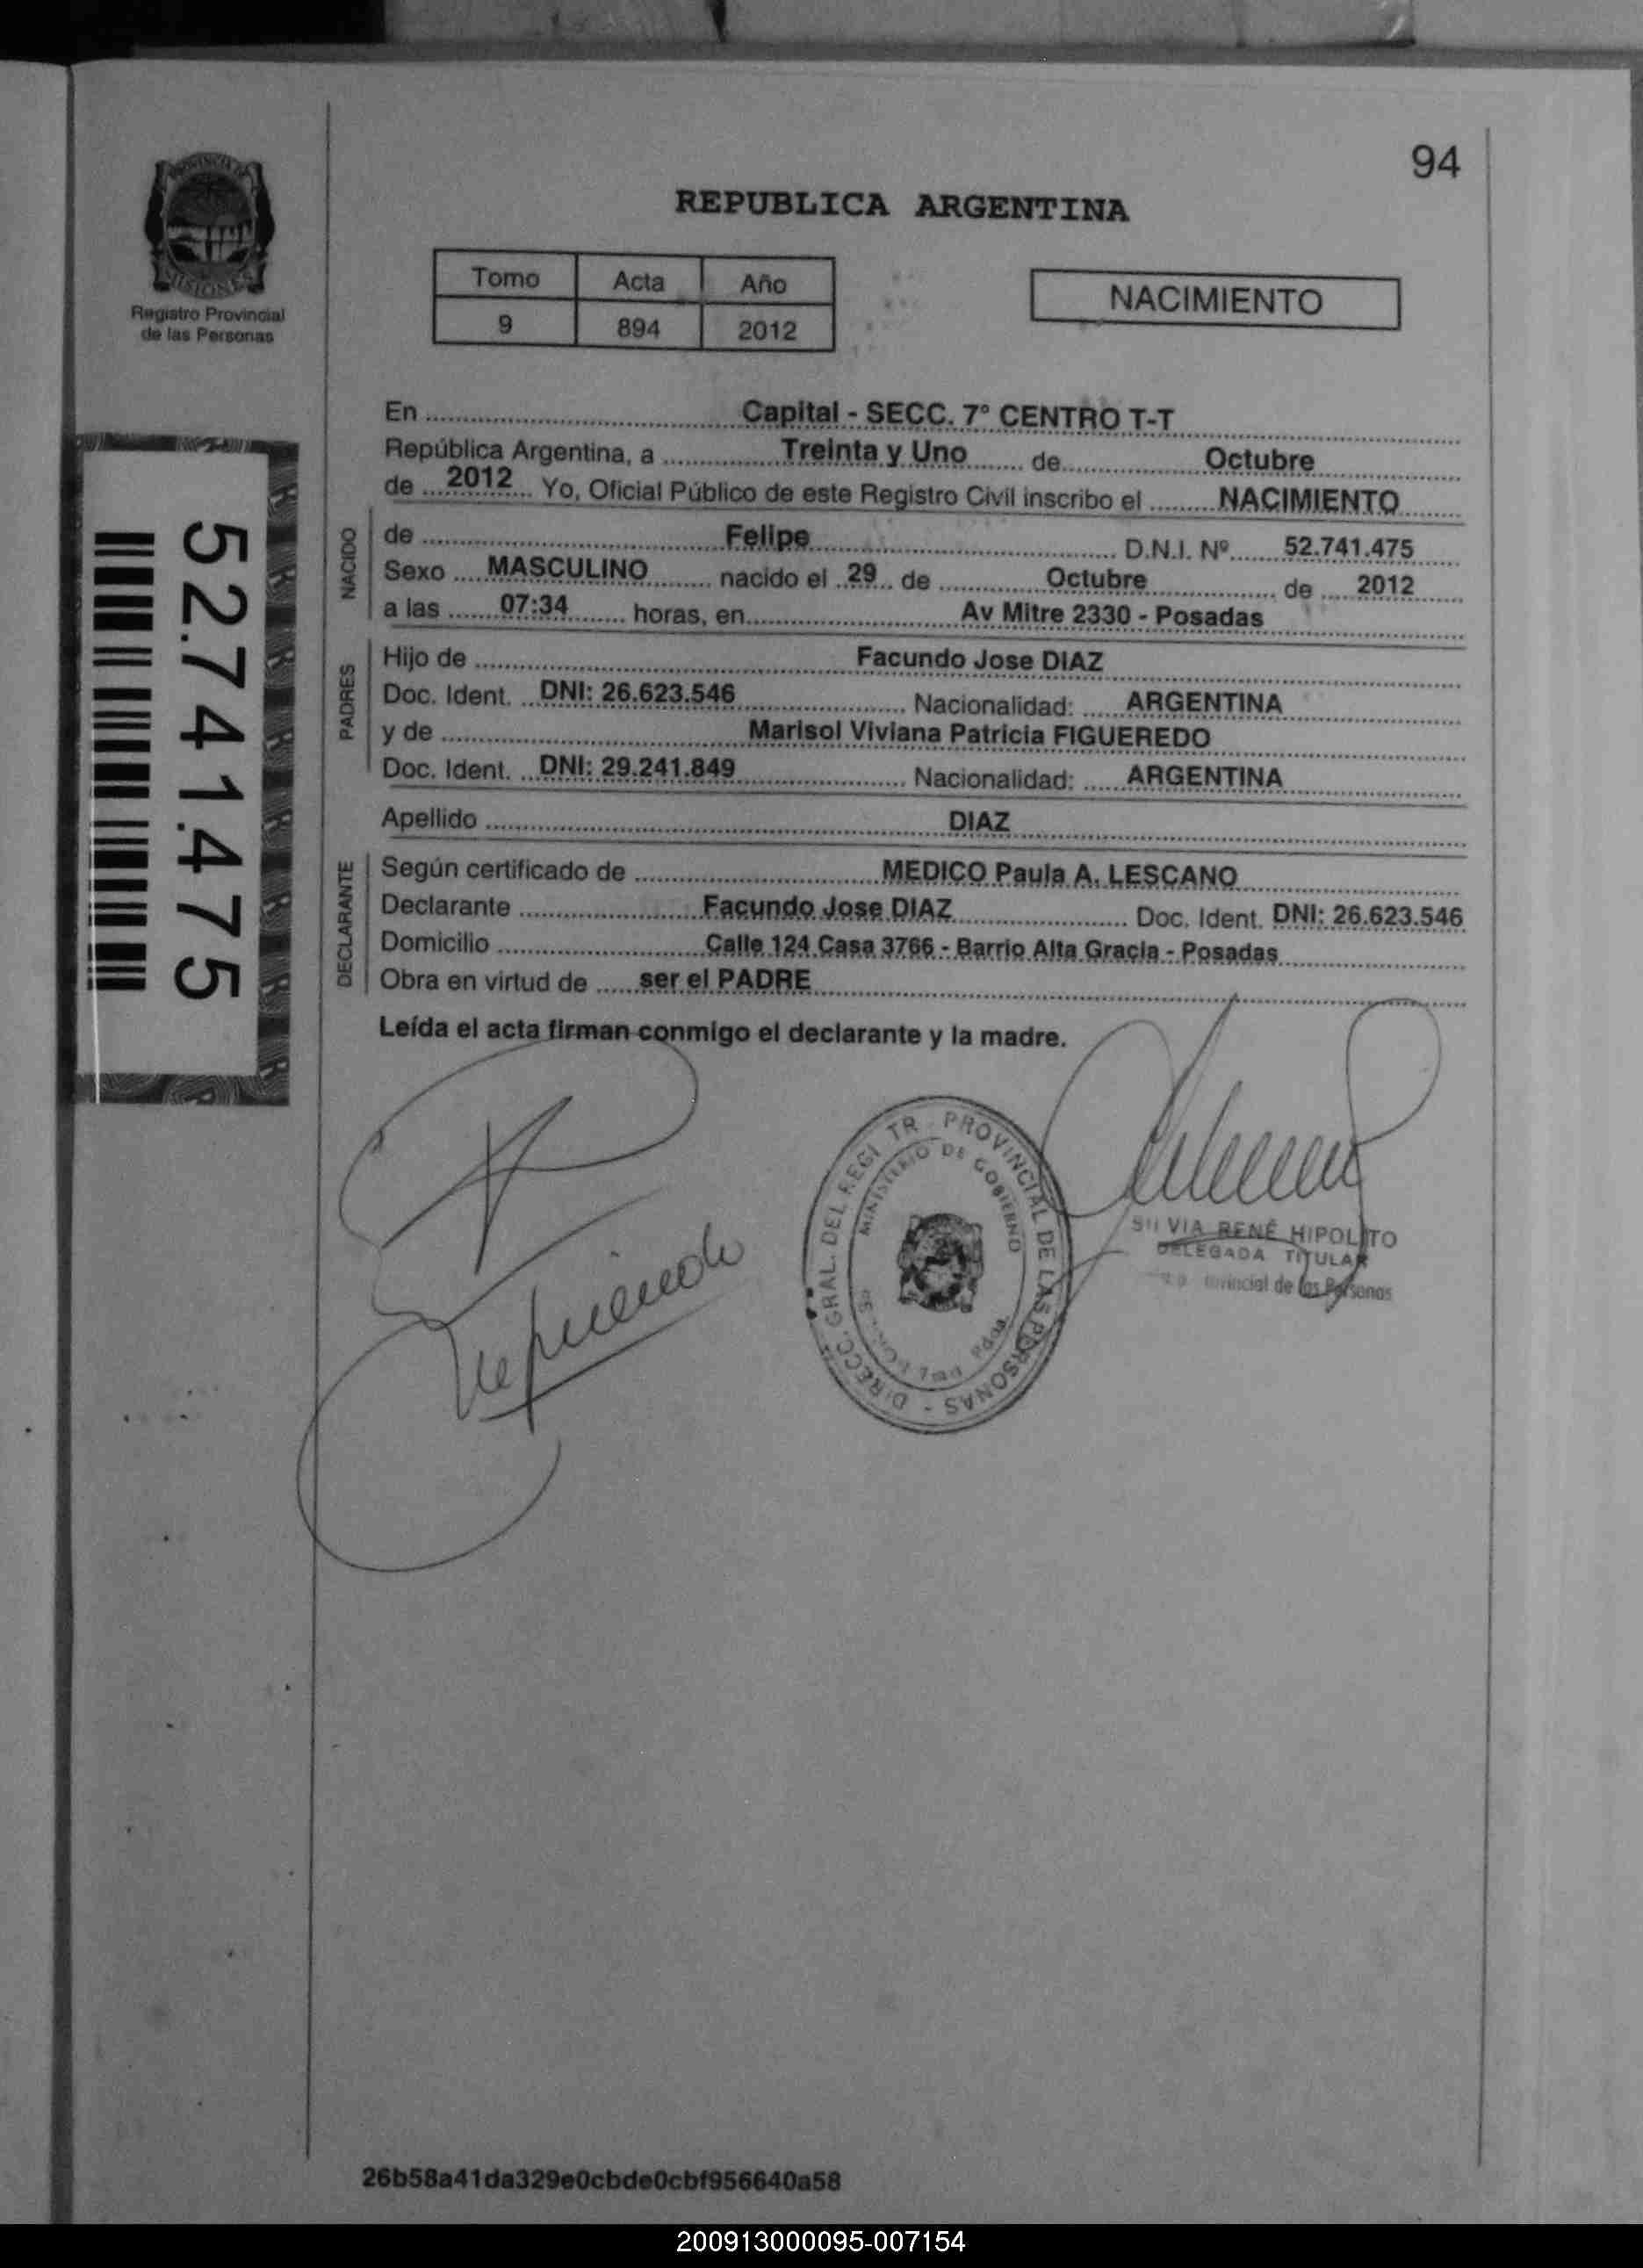 94
REPUBLICA ARGENTINA
PROVINCIA DE
MISIONES
Registro Provincial
de las Personas
Tomo Acta Año
9 894 2012
NACIMIENTO
En Capital - SECC. 7º CENTRO T-T
República Argentina, a Treinta y Uno de Octubre
de 2012 Yo, Oficial Público de este Registro Civil inscribo el NACIMIENTO
NACIDO
de Felipe D.N.I. Nº 52.741.475
Sexo MASCULINO nacido el 29 de Octubre de 2012
a las 07:34 horas, en Av Mitre 2330 - Posadas
PADRES
Hijo de Facundo Jose DIAZ
Doc. Ident. DNI: 26.623.546 Nacionalidad: ARGENTINA
y de Marisol Viviana Patricia FIGUEREDO
Doc. Ident. DNI: 29.241.849 Nacionalidad: ARGENTINA
Apellido DIAZ
DECLARANTE
Según certificado de MEDICO Paula A. LESCANO
Declarante Facundo Jose DIAZ Doc. Ident. DNI: 26.623.546
Domicilio Calle 124 Casa 3766 - Barrio Alta Gracia - Posadas
Obra en virtud de ser el PADRE
Leída el acta firman conmigo el declarante y la madre.
52.741.475
DIRECC. GRAL. DEL REGISTR PROVINCIAL DE LAS PERSONAS -
MINISTERIO DE GOBIERNO
SILVIA RENÉ HIPOLITO
DELEGADA TITULAR
de las Personas
26b58a41da329e0cbde0cbf956640a58
200913000095-007154